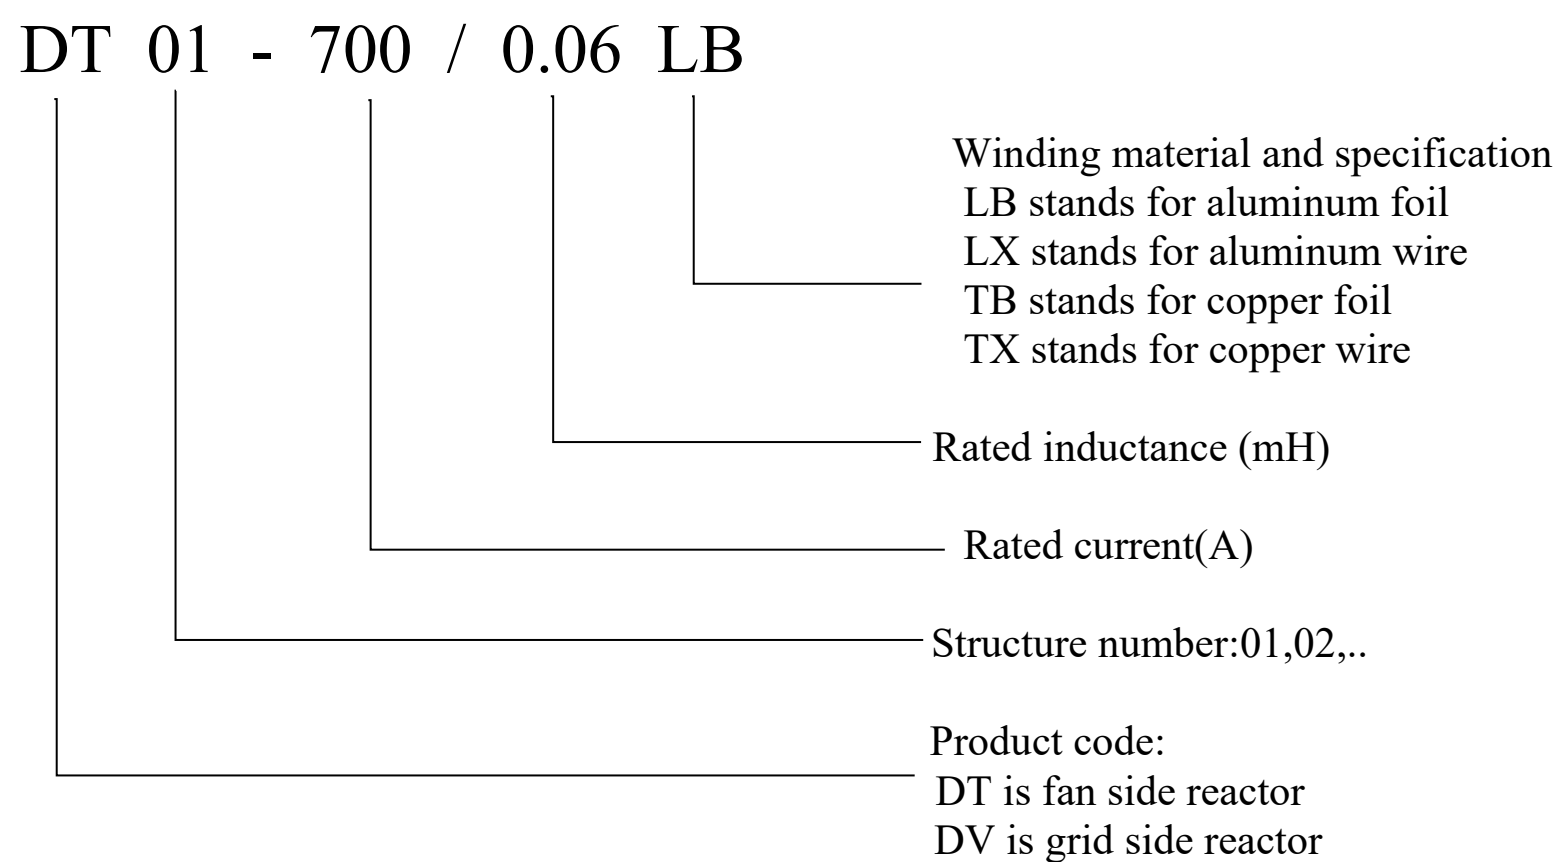 DT 01 - 700 / 0.06 LB
Winding material and specification
LB stands for aluminum foil
LX stands for aluminum wire
TB stands for copper foil
TX stands for copper wire
Rated inductance (mH)
Rated current(A)
Structure number:01,02,..
Product code:
DT is fan side reactor
DV is grid side reactor